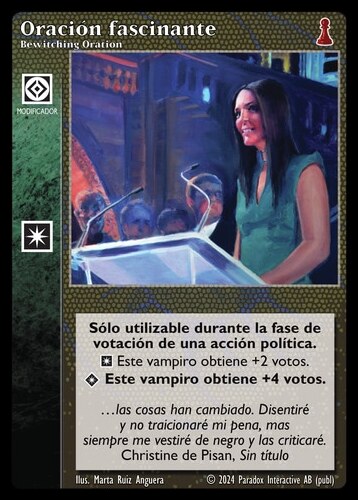 Oración fascinante
Bewitching Oration
MODIFICADOR
Sólo utilizable durante la fase de
votación de una acción política.
Este vampiro obtiene +2 votos.
Este vampiro obtiene +4 votos.
…las cosas han cambiado. Disentiré
y no traicionaré mi pena, mas
siempre me vestiré de negro y las criticaré.
Christine de Pisan, Sin título
Ilus. Marta Ruíz Anguera
© 2024 Paradox Interactive AB (publ)